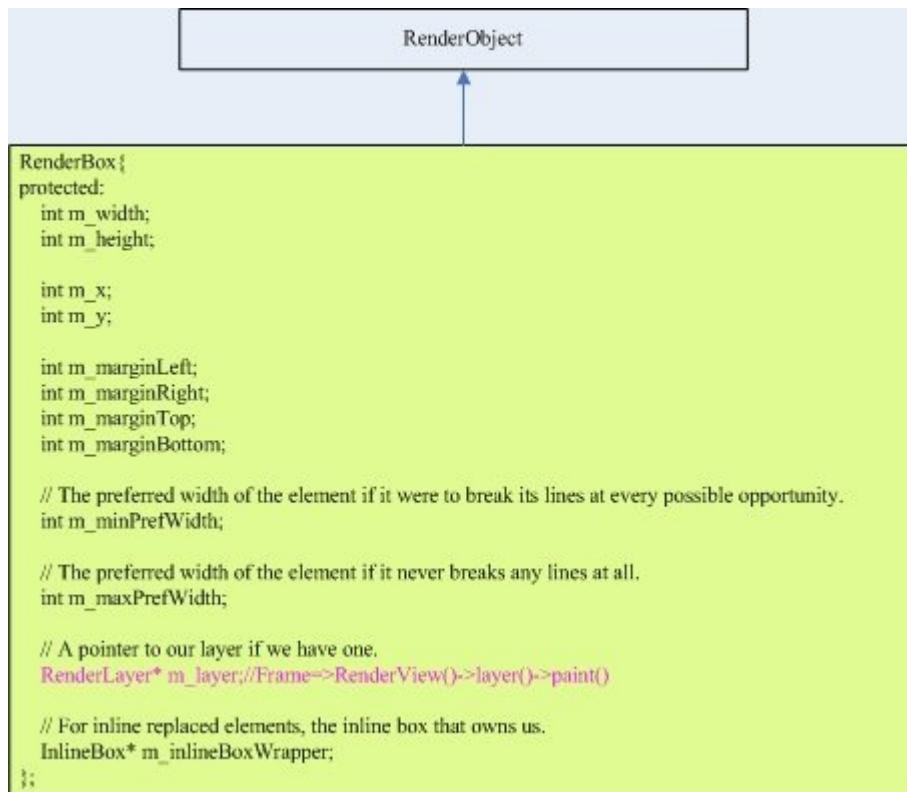 RenderObject
RenderBox{
protected:
int m_width;
int m_height;
int m_x;
int m_y;
int m_marginLeft;
int m_marginRight;
int m_marginTop;
int m_marginBottom;
// The preferred width of the element if it were to break its lines at every possible opportunity.
int m_minPrefWidth;
// The preferred width of the element if it never breaks any lines at all.
int m_maxPrefWidth;
// A pointer to our layer if we have one.
RenderLayer* m_layer;//Frame=>RenderView()->layer()->paint()
// For inline replaced elements, the inline box that owns us.
InlineBox* m_inlineBoxWrapper;
};